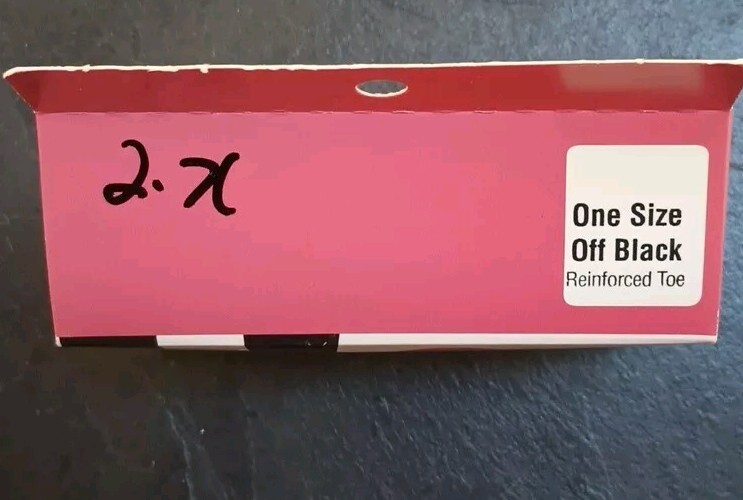 2.x
One Size
Off Black
Reinforced Toe